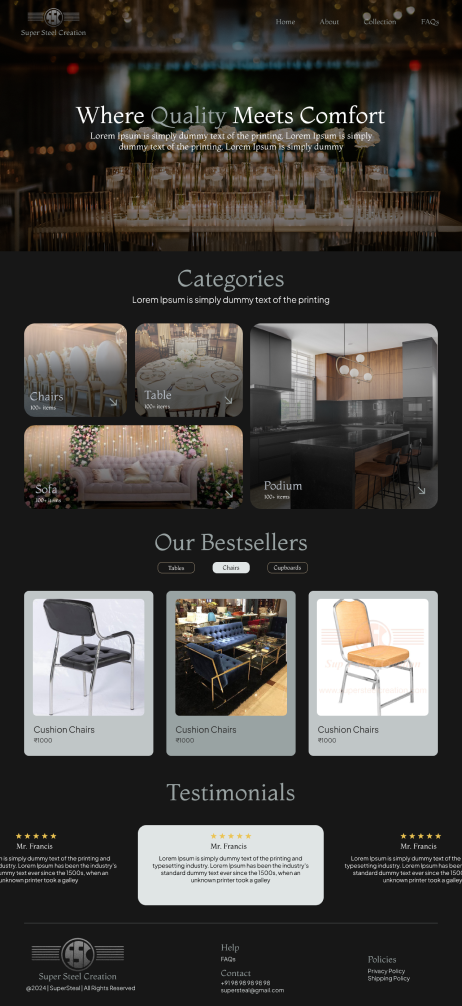 SSC
Super Steel Creation
Home
About
Collection
FAQs
Where Quality Meets Comfort
Lorem Ipsum is simply dummy text of the printing. Lorem Ipsum is simply
dummy text of the printing. Lorem Ipsum is simply dummy
Categories
Lorem Ipsum is simply dummy text of the printing
Chairs
100+ items
Table
100+ items
Sofa
100+ items
Podium
100+ items
Our Bestsellers
Tables
Chairs
Cupboards
Cushion Chairs
₹1000
Cushion Chairs
₹1000
Cushion Chairs
₹1000
Testimonials
Mr. Francis
is simply dummy text of the printing and
industry. Lorem Ipsum has been the industry's
dummy text ever since the 1500s, when an
unknown printer took a galley
Mr. Francis
Lorem Ipsum is simply dummy text of the printing and
typesetting industry. Lorem Ipsum has been the industry's
standard dummy text ever since the 1500s, when an
unknown printer took a galley
Mr. Francis
Lorem Ipsum is simply dummy text of the
typesetting industry. Lorem Ipsum has been
standard dummy text ever since the 150
unknown printer took a galley
SSC
Super Steel Creation
@2024 | SuperSteal | All Rights Reserved
Help
FAQs
Contact
+91 98 98 98 98 98
supersteal@gmail.com
Policies
Privacy Policy
Shipping Policy